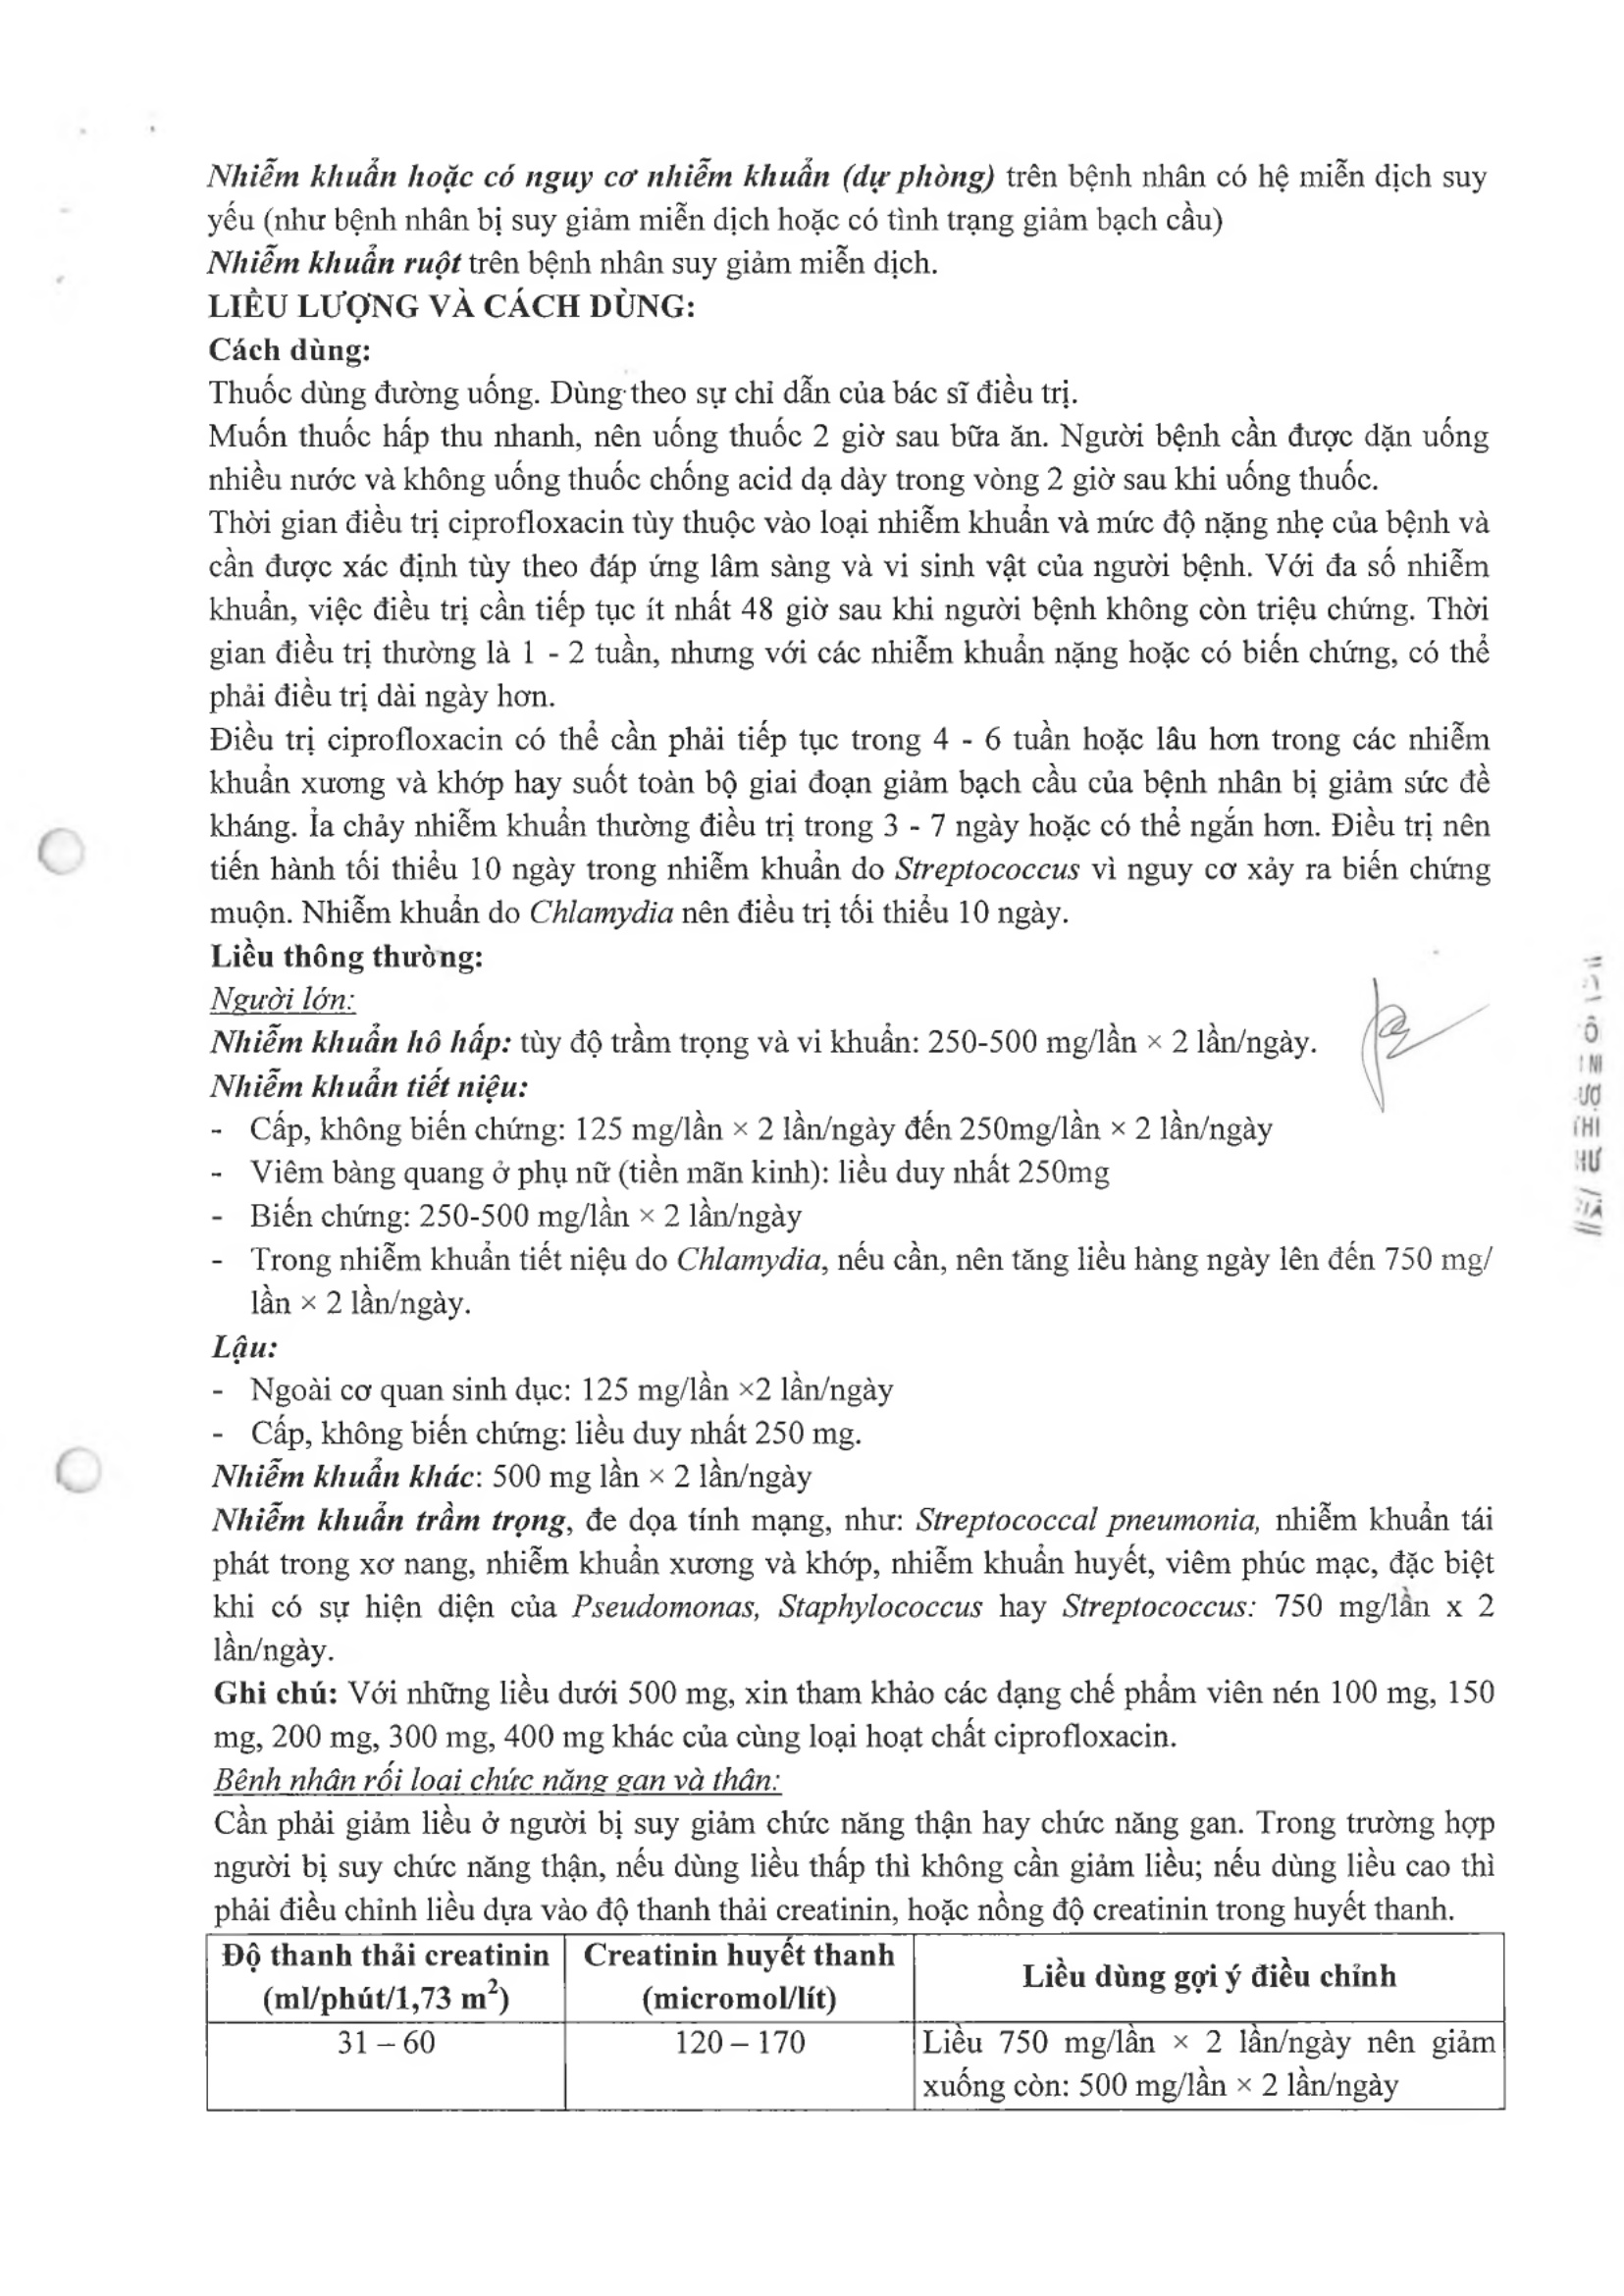 Nhiễm khuẩn hoặc có nguy cơ nhiễm khuẩn (dự phòng) trên bệnh nhân có hệ miễn dịch suy
yếu (như bệnh nhân bị suy giảm miễn dịch hoặc có tình trạng giảm bạch cầu)
Nhiễm khuẩn ruột trên bệnh nhân suy giảm miễn dịch.
LIỀU LƯỢNG VÀ CÁCH DÙNG:
Cách dùng:
Thuốc dùng đường uống. Dùng theo sự chỉ dẫn của bác sĩ điều trị.
Muốn thuốc hấp thu nhanh, nên uống thuốc 2 giờ sau bữa ăn. Người bệnh cần được dặn uống
nhiều nước và không uống thuốc chống acid dạ dày trong vòng 2 giờ sau khi uống thuốc.
Thời gian điều trị ciprofloxacin tùy thuộc vào loại nhiễm khuẩn và mức độ nặng nhẹ của bệnh và
cần được xác định tùy theo đáp ứng lâm sàng và vi sinh vật của người bệnh. Với đa số nhiễm
khuẩn, việc điều trị cần tiếp tục ít nhất 48 giờ sau khi người bệnh không còn triệu chứng. Thời
gian điều trị thường là 1 - 2 tuần, nhưng với các nhiễm khuẩn nặng hoặc có biến chứng, có thể
phải điều trị dài ngày hơn.
Điều trị ciprofloxacin có thể cần phải tiếp tục trong 4 - 6 tuần hoặc lâu hơn trong các nhiễm
khuẩn xương và khớp hay suốt toàn bộ giai đoạn giảm bạch cầu của bệnh nhân bị giảm sức đề
kháng. Ỉa chảy nhiễm khuẩn thường điều trị trong 3 - 7 ngày hoặc có thể ngắn hơn. Điều trị nên
tiến hành tối thiểu 10 ngày trong nhiễm khuẩn do Streptococcus vì nguy cơ xảy ra biến chứng
muộn. Nhiễm khuẩn do Chlamydia nên điều trị tối thiểu 10 ngày.
Liều thông thường:
Người lớn:
Nhiễm khuẩn hô hấp: tùy độ trầm trọng và vi khuẩn: 250-500 mg/lần × 2 lần/ngày.
Nhiễm khuẩn tiết niệu:
- Cấp, không biến chứng: 125 mg/lần × 2 lần/ngày đến 250mg/lần × 2 lần/ngày
- Viêm bàng quang ở phụ nữ (tiền mãn kinh): liều duy nhất 250mg
- Biến chứng: 250-500 mg/lần × 2 lần/ngày
- Trong nhiễm khuẩn tiết niệu do Chlamydia, nếu cần, nên tăng liều hàng ngày lên đến 750 mg/
lần × 2 lần/ngày.
Lậu:
- Ngoài cơ quan sinh dục: 125 mg/lần ×2 lần/ngày
- Cấp, không biến chứng: liều duy nhất 250 mg.
Nhiễm khuẩn khác: 500 mg lần × 2 lần/ngày
Nhiễm khuẩn trầm trọng, đe dọa tính mạng, như: Streptococcal pneumonia, nhiễm khuẩn tái
phát trong xơ nang, nhiễm khuẩn xương và khớp, nhiễm khuẩn huyết, viêm phúc mạc, đặc biệt
khi có sự hiện diện của Pseudomonas, Staphylococcus hay Streptococcus: 750 mg/lần x 2
lần/ngày.
Ghi chú: Với những liều dưới 500 mg, xin tham khảo các dạng chế phẩm viên nén 100 mg, 150
mg, 200 mg, 300 mg, 400 mg khác của cùng loại hoạt chất ciprofloxacin.
Bệnh nhân rối loại chức năng gan và thận:
Cần phải giảm liều ở người bị suy giảm chức năng thận hay chức năng gan. Trong trường hợp
người bị suy chức năng thận, nếu dùng liều thấp thì không cần giảm liều; nếu dùng liều cao thì
phải điều chỉnh liều dựa vào độ thanh thải creatinin, hoặc nồng độ creatinin trong huyết thanh.
Độ thanh thải creatinin Creatinin huyết thanh Liều dùng gợi ý điều chỉnh
(ml/phút/1,73 m²) (micromol/lít)
31 – 60 120 – 170 Liều 750 mg/lần × 2 lần/ngày nên giảm
xuống còn: 500 mg/lần × 2 lần/ngày